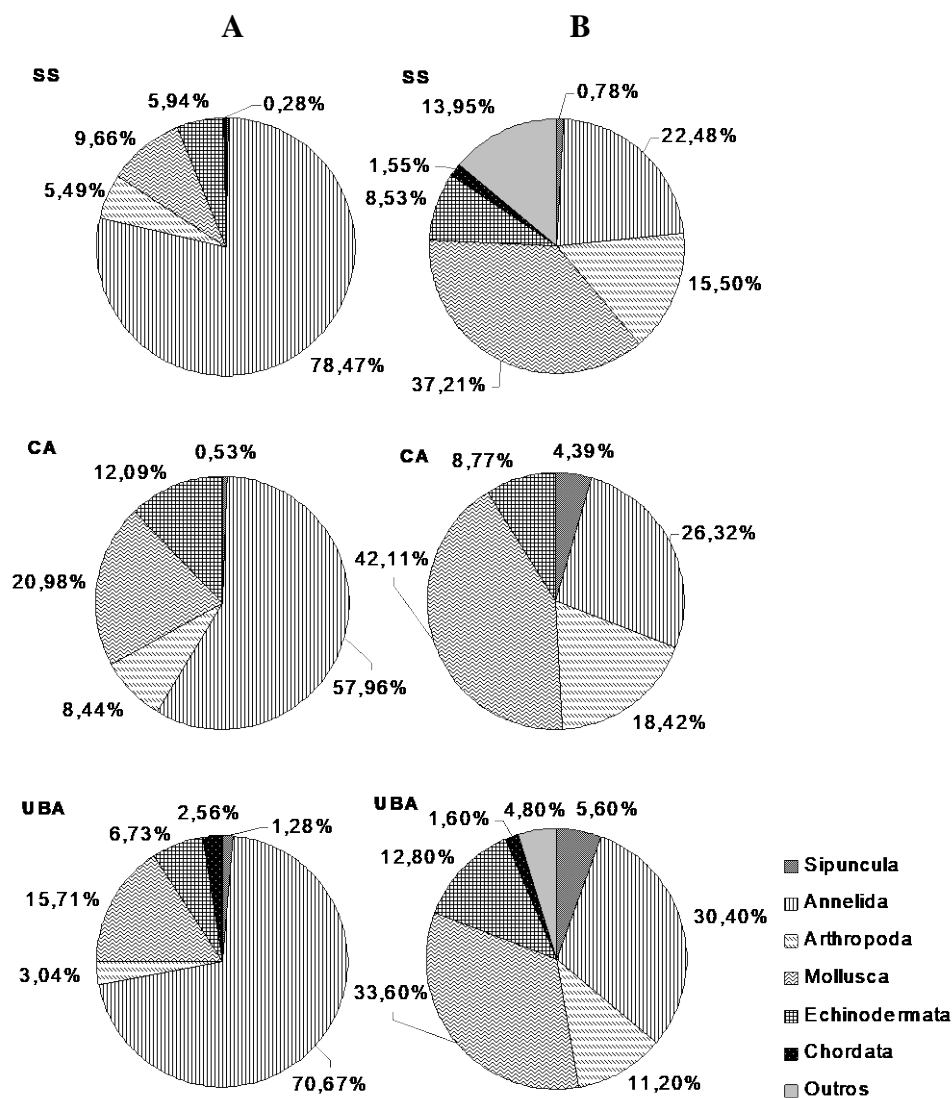 A
B
SS
5,94%
0,28%
9,66%
5,49%
78,47%
SS
13,95%
0,78%
22,48%
1,55%
8,53%
15,50%
37,21%
CA
0,53%
12,09%
20,98%
57,96%
8,44%
CA
8,77%
4,39%
26,32%
42,11%
18,42%
UBA
2,56%
1,28%
6,73%
15,71%
3,04%
70,67%
UBA
4,80%
5,60%
1,60%
12,80%
30,40%
33,60%
11,20%
Sipuncula
Annelida
Arthropoda
Mollusca
Echinodermata
Chordata
Outros